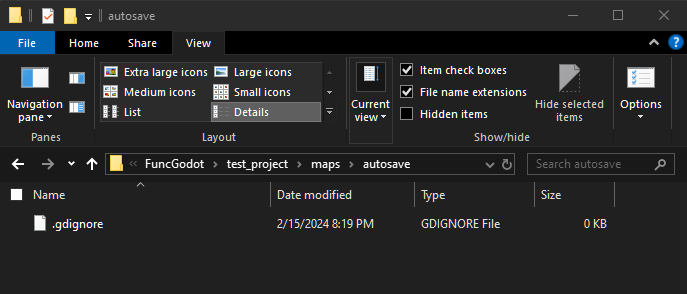 autosave
File Home Share View
Extra large icons Large icons
Medium icons Small icons
List Details
Navigation pane
Current view
Item check boxes
File name extensions
Hidden items
Hide selected items
Options
Panes Layout Show/hide
FuncGodot test_project maps autosave Search autosave
Name Date modified Type Size
.gdignore 2/15/2024 8:19 PM GDIGNORE File 0 KB